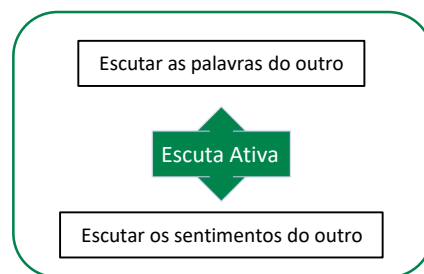 Escutar as palavras do outro
Escuta Ativa
Escutar os sentimentos do outro